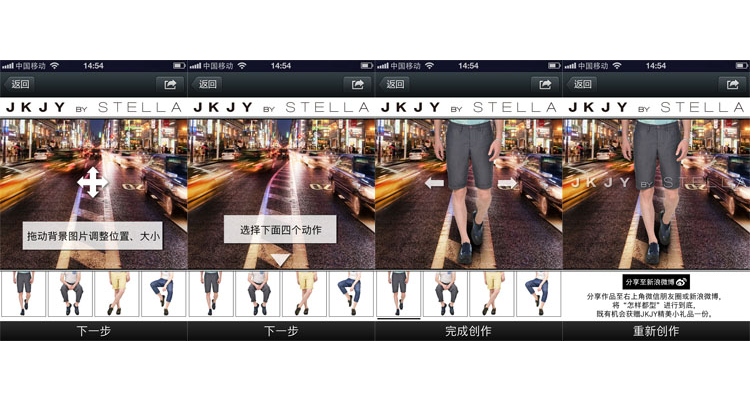 中国移动 14:54
返回
JKJY BY STELLA
拖动背景图片调整位置、大小
下一步
中国移动 14:54
返回
JKJY BY STELLA
选择下面四个动作
下一步
中国移动 14:54
返回
JKJY BY STELLA
完成创作
中国移动 14:54
返回
JKJY BY STELLA
JKJY BY STELLA
分享至新浪微博
分享作品至右上角微信朋友圈或新浪微博,
将“怎样都型”进行到底,
既有机会获赠JKJY精美小礼品一份。
重新创作